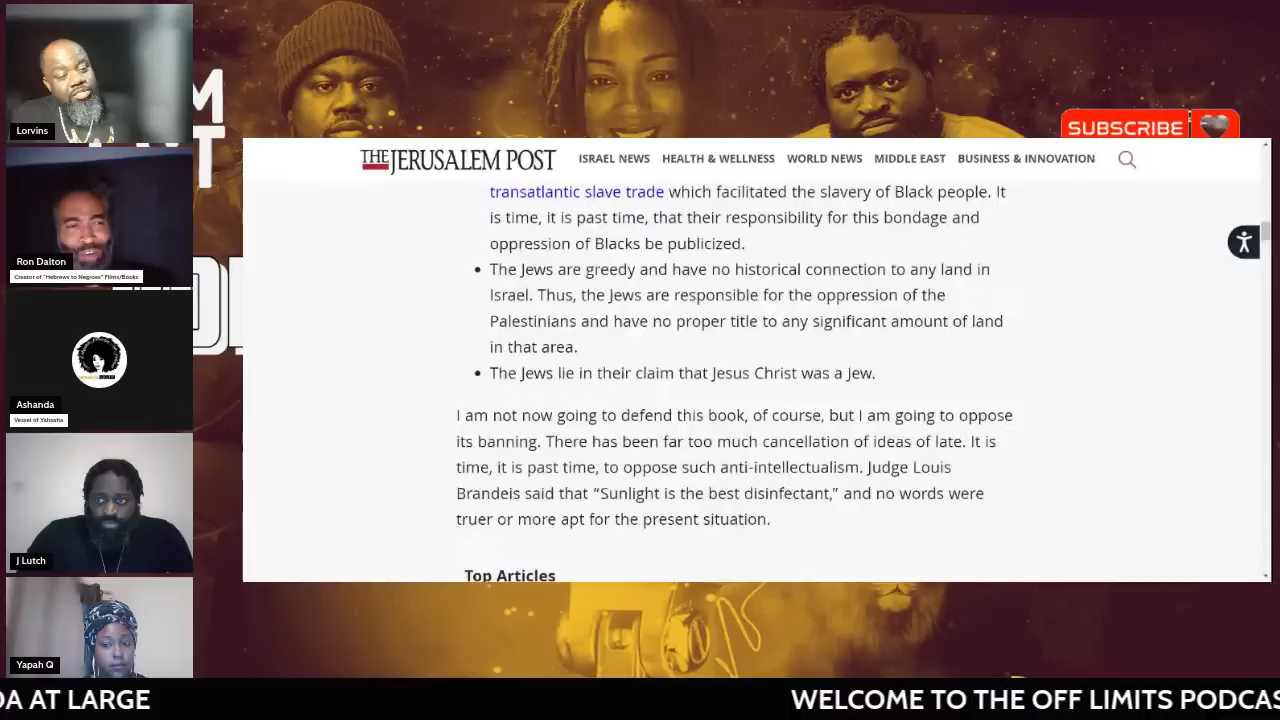 Lorvins
Ron Dalton
Creator of "Hebrews to Negroes" Films/Books
Ashanda
Vessel of Yahusha
J Lutch
Yapah Q
SUBSCRIBE
THE JERUSALEM POST
ISRAEL NEWS HEALTH & WELLNESS WORLD NEWS MIDDLE EAST BUSINESS & INNOVATION
transatlantic slave trade which facilitated the slavery of Black people. It
is time, it is past time, that their responsibility for this bondage and
oppression of Blacks be publicized.
• The Jews are greedy and have no historical connection to any land in
Israel. Thus, the Jews are responsible for the oppression of the
Palestinians and have no proper title to any significant amount of land
in that area.
• The Jews lie in their claim that Jesus Christ was a Jew.
I am not now going to defend this book, of course, but I am going to oppose
its banning. There has been far too much cancellation of ideas of late. It is
time, it is past time, to oppose such anti-intellectualism. Judge Louis
Brandeis said that “Sunlight is the best disinfectant,” and no words were
truer or more apt for the present situation.
Top Articles
DA AT LARGE
WELCOME TO THE OFF LIMITS PODCAS